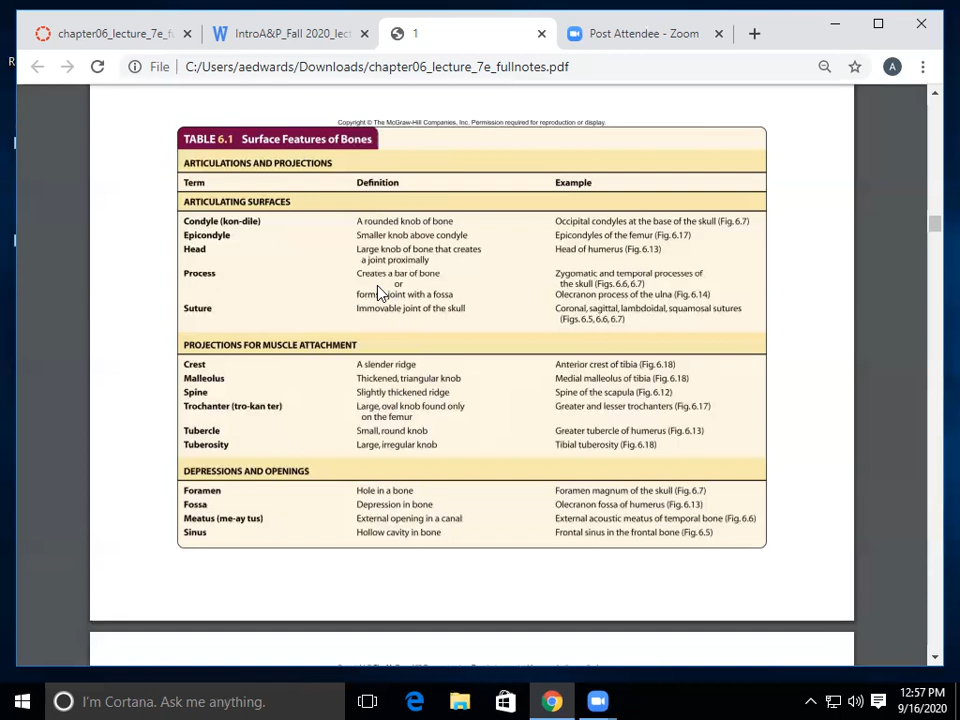 chapter06_lecture_7e_fu
IntroA&P_Fall 2020_lect
1
Post Attendee - Zoom
File
C:/Users/aedwards/Downloads/chapter06_lecture_7e_fullnotes.pdf
A
R
Copyright © The McGraw-Hill Companies, Inc. Permission required for reproduction or display.
TABLE 6.1 Surface Features of Bones
ARTICULATIONS AND PROJECTIONS
Term Definition Example
ARTICULATING SURFACES
Condyle (kon-dile) A rounded knob of bone Occipital condyles at the base of the skull (Fig.6.7)
Epicondyle Smaller knob above condyle Epicondyles of the femur (Fig.6.17)
Head Large knob of bone that creates Head of humerus (Fig.6.13)
a joint proximally
Process Creates a bar of bone Zygomatic and temporal processes of
or the skull (Figs.6.6, 6.7)
joint with a fossa Olecranon process of the ulna (Fig.6.14)
Suture Immovable joint of the skull Coronal, sagittal, lambdoidal, squamosal sutures
(Figs.6.5, 6.6, 6.7)
PROJECTIONS FOR MUSCLE ATTACHMENT
Crest A slender ridge Anterior crest of tibia (Fig.6.18)
Malleolus Thickened, triangular knob Medial malleolus of tibia (Fig.6.18)
Spine Slightly thickened ridge Spine of the scapula (Fig.6.12)
Trochanter (tro-kan ter) Large, oval knob found only Greater and lesser trochanters (Fig.6.17)
on the femur
Tubercle Small, round knob Greater tubercle of humerus (Fig.6.13)
Tuberosity Large, irregular knob Tibial tuberosity (Fig.6.18)
DEPRESSIONS AND OPENINGS
Foramen Hole in a bone Foramen magnum of the skull (Fig.6.7)
Fossa Depression in bone Olecranon fossa of humerus (Fig.6.13)
Meatus (me-ay tus) External opening in a canal External acoustic meatus of temporal bone (Fig.6.6)
Sinus Hollow cavity in bone Frontal sinus in the frontal bone (Fig.6.5)
I'm Cortana. Ask me anything.
12:57 PM
9/16/2020